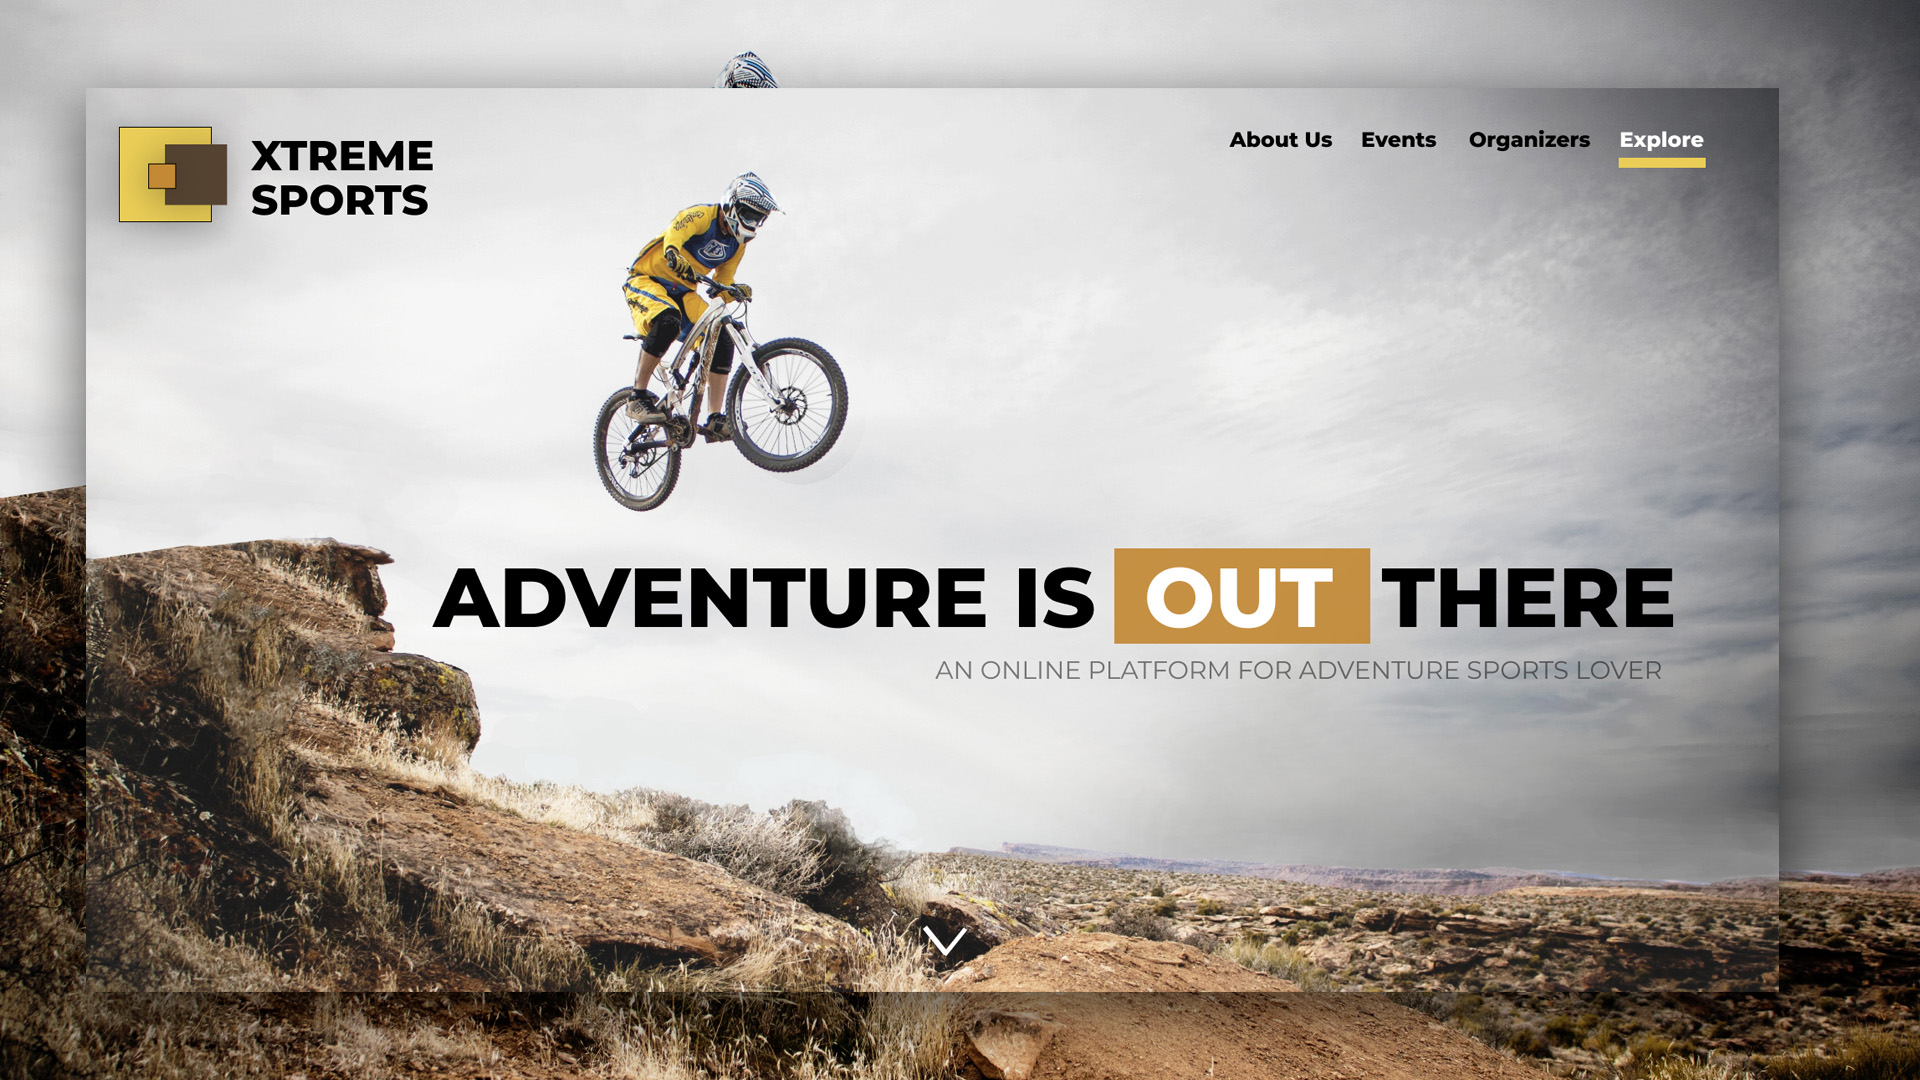 XTREME
SPORTS
About Us Events Organizers Explore
ADVENTURE IS OUT THERE
AN ONLINE PLATFORM FOR ADVENTURE SPORTS LOVER